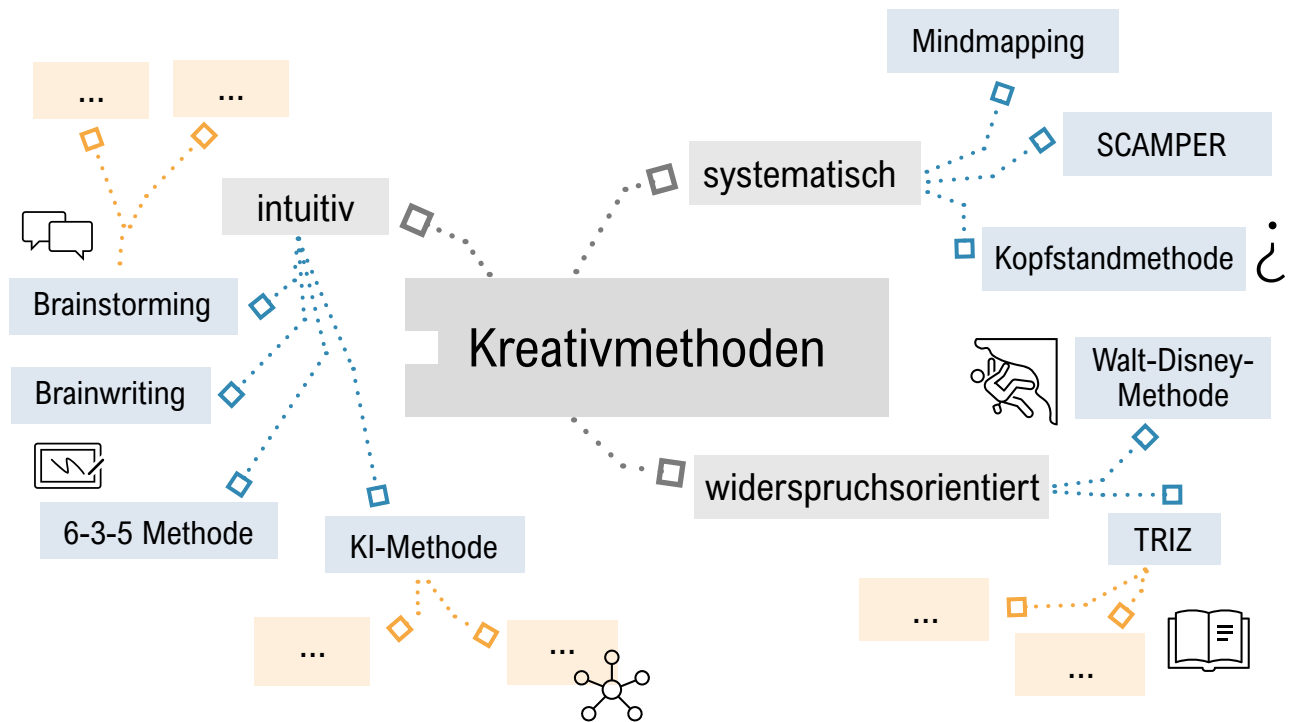 Kreativmethoden
intuitiv
Brainstorming
...
...
Brainwriting
6-3-5 Methode
KI-Methode
...
...
systematisch
Mindmapping
SCAMPER
Kopfstandmethode
¿
widerspruchsorientiert
Walt-Disney-
Methode
TRIZ
...
...